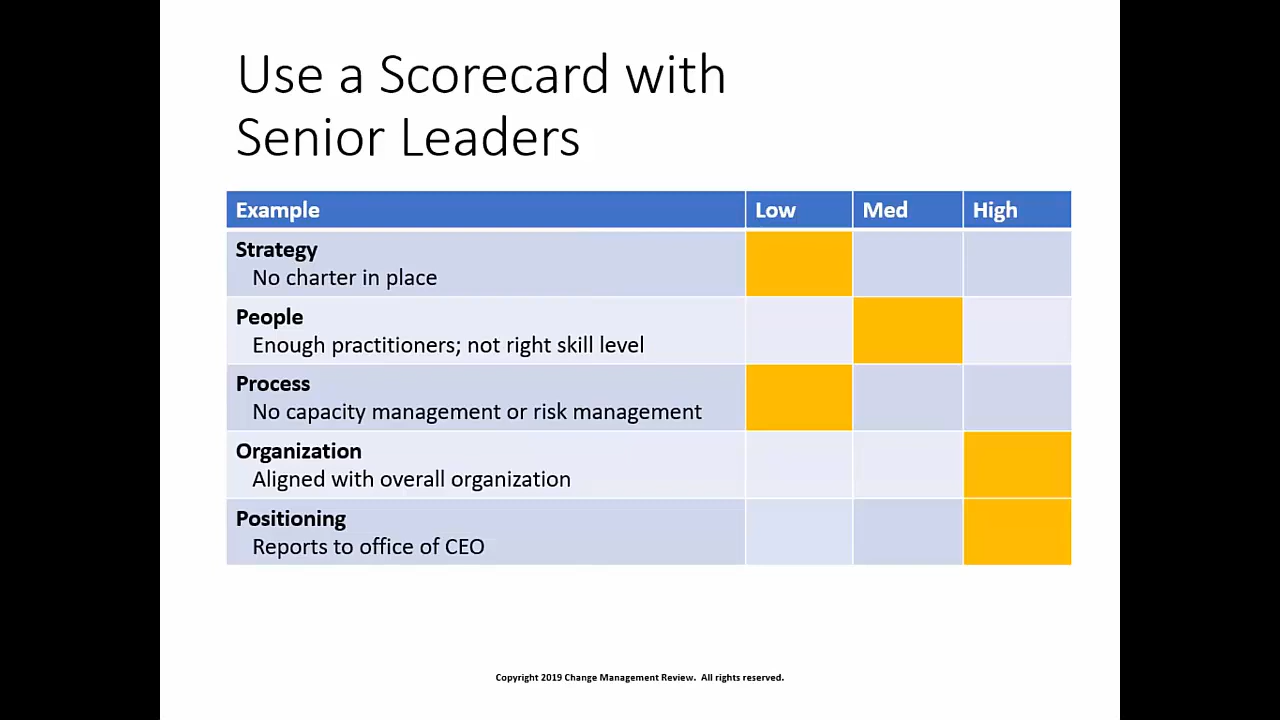 Use a Scorecard with
Senior Leaders
Example Low Med High
Strategy
No charter in place
People
Enough practitioners; not right skill level
Process
No capacity management or risk management
Organization
Aligned with overall organization
Positioning
Reports to office of CEO
Copyright 2019 Change Management Review. All rights reserved.